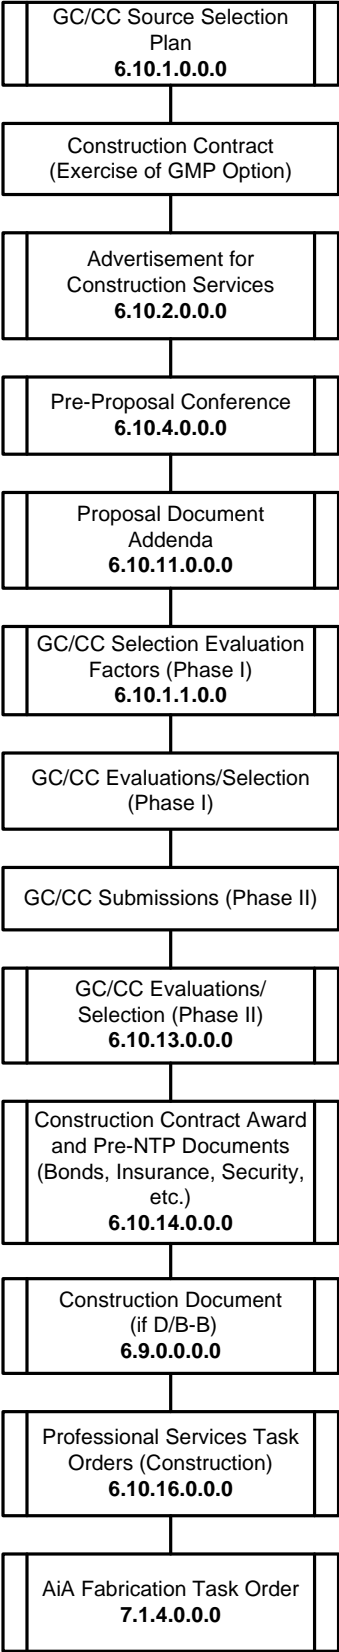 GC/CC Source Selection
Plan
6.10.1.0.0.0
Construction Contract
(Exercise of GMP Option)
Advertisement for
Construction Services
6.10.2.0.0.0
Pre-Proposal Conference
6.10.4.0.0.0
Proposal Document
Addenda
6.10.11.0.0.0
GC/CC Selection Evaluation
Factors (Phase I)
6.10.1.1.0.0
GC/CC Evaluations/Selection
(Phase I)
GC/CC Submissions (Phase II)
GC/CC Evaluations/
Selection (Phase II)
6.10.13.0.0.0
Construction Contract Award
and Pre-NTP Documents
(Bonds, Insurance, Security,
etc.)
6.10.14.0.0.0
Construction Document
(if D/B-B)
6.9.0.0.0.0
Professional Services Task
Orders (Construction)
6.10.16.0.0.0
AiA Fabrication Task Order
7.1.4.0.0.0